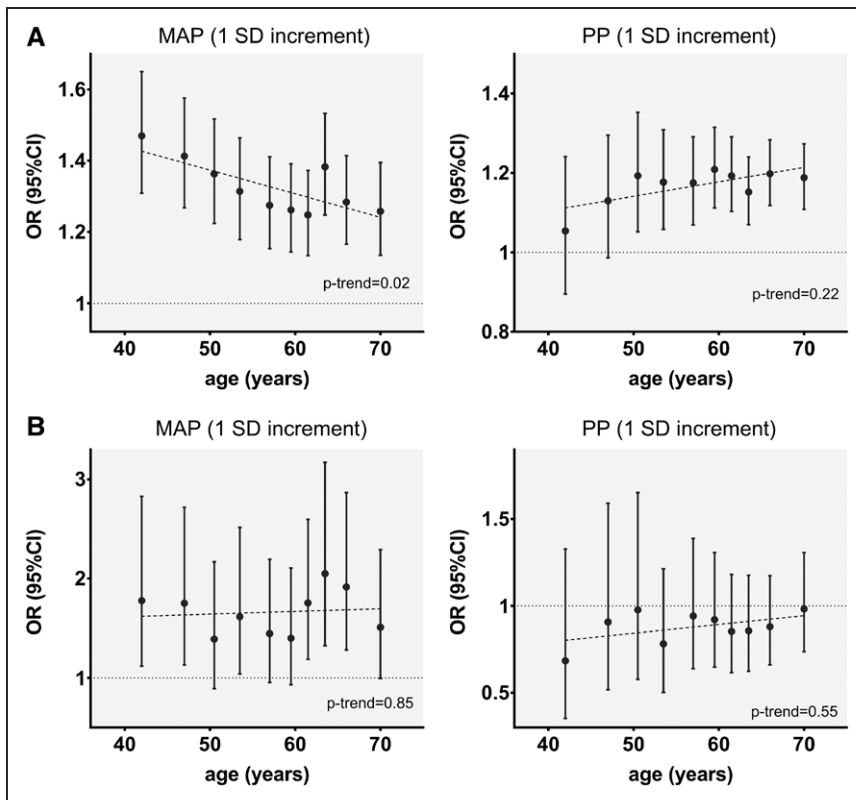 A
MAP (1 SD increment)
PP (1 SD increment)
OR (95%CI)
1.6
1.4
1.2
1
p-trend=0.02
40 50 60 70
age (years)
OR (95%CI)
1.4
1.2
1
0.8
p-trend=0.22
40 50 60 70
age (years)
B
MAP (1 SD increment)
PP (1 SD increment)
OR (95%CI)
3
2
1
p-trend=0.85
40 50 60 70
age (years)
OR (95%CI)
1.5
1
0.5
p-trend=0.55
40 50 60 70
age (years)